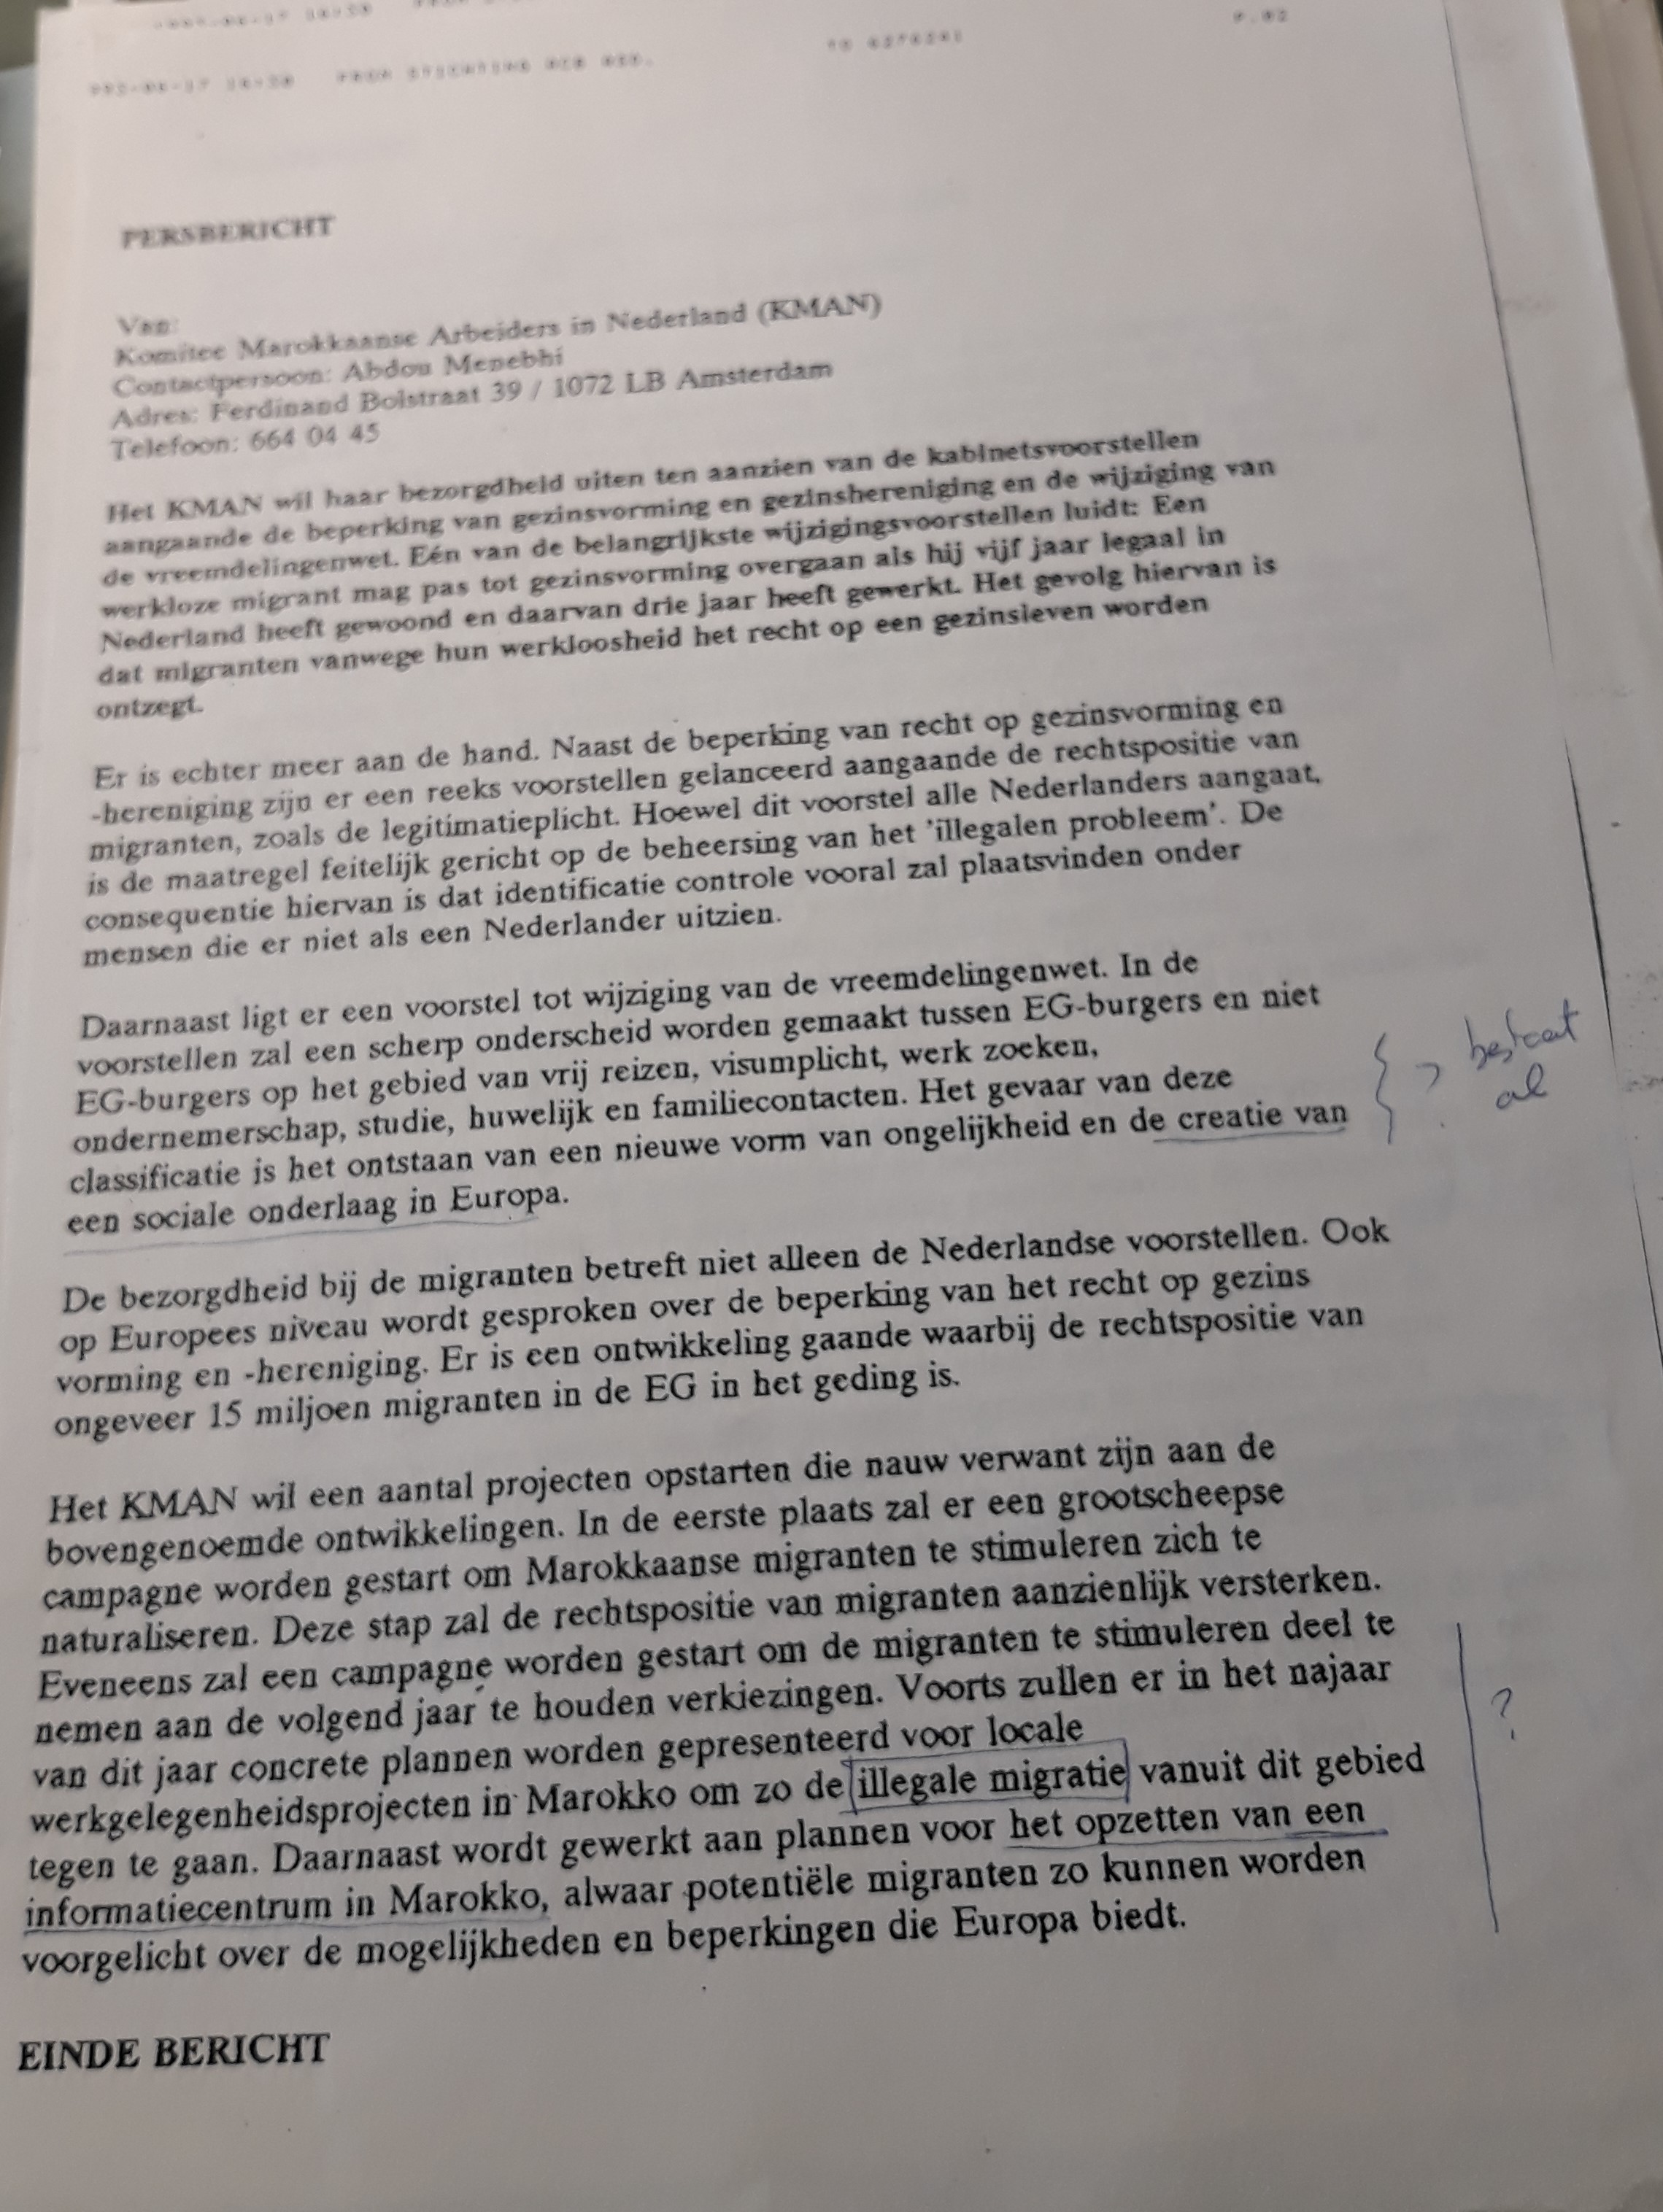 P.02
PERSBERICHT
Van:
Komitee Marokkaanse Arbeiders in Nederland (KMAN)
Contactpersoon: Abdou Menebhi
Adres: Ferdinand Bolstraat 39 / 1072 LB Amsterdam
Telefoon: 664 04 45
Het KMAN wil haar bezorgdheid uiten ten aanzien van de kabinetsvoorstellen
aangaande de beperking van gezinsvorming en gezinshereniging en de wijziging van
de vreemdelingenwet. Eén van de belangrijkste wijzigingsvoorstellen luidt: Een
werkloze migrant mag pas tot gezinsvorming overgaan als hij vijf jaar legaal in
Nederland heeft gewoond en daarvan drie jaar heeft gewerkt. Het gevolg hiervan is
dat migranten vanwege hun werkloosheid het recht op een gezinsleven worden
ontzegt.
Er is echter meer aan de hand. Naast de beperking van recht op gezinsvorming en
-hereniging zijn er een reeks voorstellen gelanceerd aangaande de rechtspositie van
migranten, zoals de legitimatieplicht. Hoewel dit voorstel alle Nederlanders aangaat,
is de maatregel feitelijk gericht op de beheersing van het 'illegalen probleem'. De
consequentie hiervan is dat identificatie controle vooral zal plaatsvinden onder
mensen die er niet als een Nederlander uitzien.
Daarnaast ligt er een voorstel tot wijziging van de vreemdelingenwet. In de
voorstellen zal een scherp onderscheid worden gemaakt tussen EG-burgers en niet
EG-burgers op het gebied van vrij reizen, visumplicht, werk zoeken,
ondernemerschap, studie, huwelijk en familiecontacten. Het gevaar van deze
classificatie is het ontstaan van een nieuwe vorm van ongelijkheid en de creatie van
een sociale onderlaag in Europa.
bestaat
al
De bezorgdheid bij de migranten betreft niet alleen de Nederlandse voorstellen. Ook
op Europees niveau wordt gesproken over de beperking van het recht op gezins
vorming en -hereniging. Er is een ontwikkeling gaande waarbij de rechtspositie van
ongeveer 15 miljoen migranten in de EG in het geding is.
Het KMAN wil een aantal projecten opstarten die nauw verwant zijn aan de
bovengenoemde ontwikkelingen. In de eerste plaats zal er een grootscheepse
campagne worden gestart om Marokkaanse migranten te stimuleren zich te
naturaliseren. Deze stap zal de rechtspositie van migranten aanzienlijk versterken.
Eveneens zal een campagne worden gestart om de migranten te stimuleren deel te
nemen aan de volgend jaar te houden verkiezingen. Voorts zullen er in het najaar
van dit jaar concrete plannen worden gepresenteerd voor locale
werkgelegenheidsprojecten in Marokko om zo de illegale migratie vanuit dit gebied
tegen te gaan. Daarnaast wordt gewerkt aan plannen voor het opzetten van een
informatiecentrum in Marokko, alwaar potentiële migranten zo kunnen worden
voorgelicht over de mogelijkheden en beperkingen die Europa biedt.
?
EINDE BERICHT